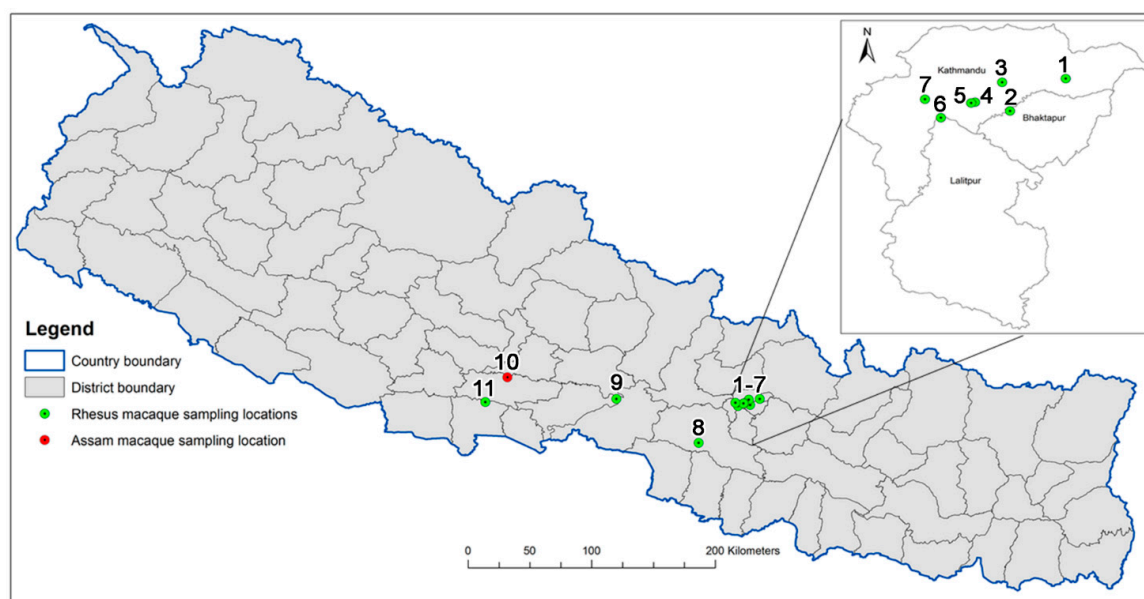 N
Kathmandu
3
1
7
5
4
2
6
Bhaktapur
Lalitpur
Legend
Country boundary
District boundary
Rhesus macaque sampling locations
Assam macaque sampling location
10
11
9
1-7
8
0 50 100 200 Kilometers